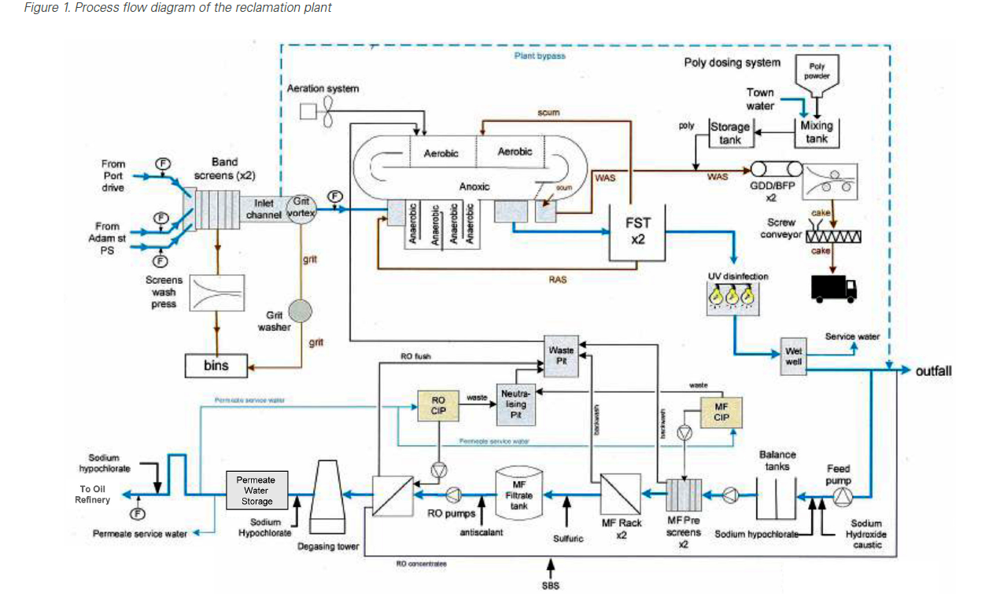 Figure 1. Process flow diagram of the reclamation plant
Plant bypass
Poly dosing system
Poly
powder
Aeration system
Town
water
scum
poly
Storage
tank
Mixing
tank
From
Port
drive
F
Band
screens (x2)
Aerobic
Aerobic
Anoxic
scum
WAS
WAS
GDD/BFP
x2
F
Inlet
channel
Grit
vortex
F
From
Adam st
PS
F
Anaerobic
Anaerobic
Anaerobic
Anaerobic
FST
x2
cake
Screw
conveyor
cake
grit
RAS
UV disinfection
Screens
wash
press
Grit
washer
grit
bins
Waste
Pit
Wet
well
Service water
outfall
RO flush
Permeate service water
RO
CIP
waste
Neutra-
lising
Pit
waste
MF
CIP
backwash
backwash
Permeate service water
Sodium
hypochlorite
To Oil
Refinery
F
Permeate service water
Permeate
Water
Storage
Sodium
Hypochlorite
Degasing tower
RO pumps
antiscalant
MF
Filtrate
tank
Sulfuric
MF Rack
x2
MF Pre
screens
x2
Balance
tanks
Sodium hypochlorate
Feed
pump
Sodium
Hydroxide
caustic
RO concentrates
SBS